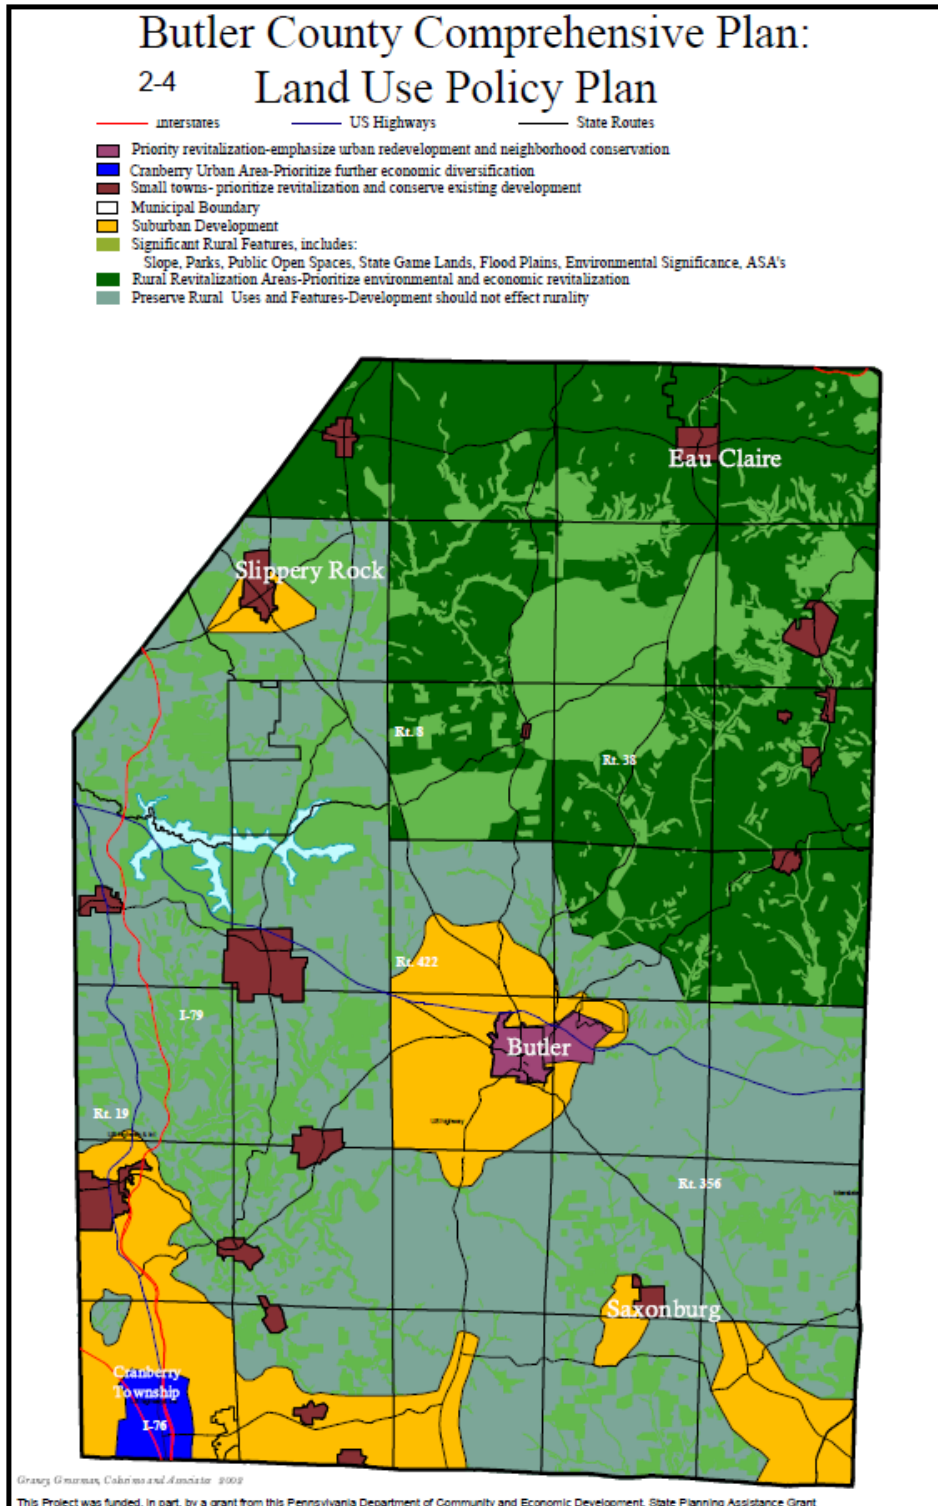 Butler County Comprehensive Plan:
2-4 Land Use Policy Plan
Interstates US Highways State Routes
Priority revitalization-emphasize urban redevelopment and neighborhood conservation
Cranberry Urban Area-Prioritize further economic diversification
Small towns- prioritize revitalization and conserve existing development
Municipal Boundary
Suburban Development
Significant Rural Features, includes:
Slope, Parks, Public Open Spaces, State Game Lands, Flood Plains, Environmental Significance, ASA's
Rural Revitalization Areas-Prioritize environmental and economic revitalization
Preserve Rural Uses and Features-Development should not effect rurality
Eau Claire
Slippery Rock
Rt. 8
Rt. 38
Rt. 422
I-79
Butler
Rt. 19
US Highway
Rt. 356
Saxonburg
Cranberry
Township
I-76
and Associates 2002
This Project was funded, in part, by a grant from this Pennsylvania Department of Community and Economic Development, State Planning Assistance Grant